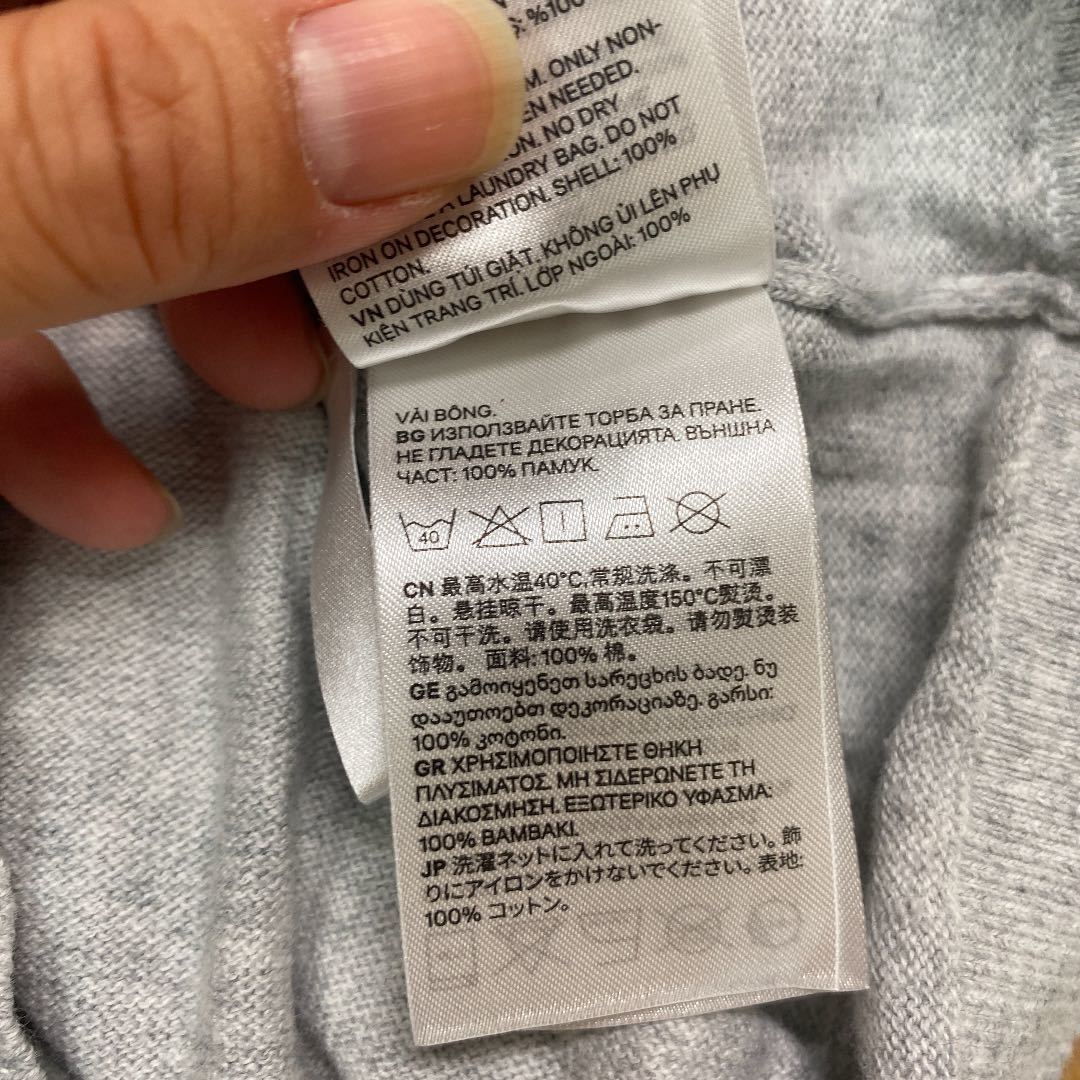 %100
M. ONLY NON-
EN NEEDED.
NO DRY
LAUNDRY BAG. DO NOT
IRON ON DECORATION. SHELL: 100%
COTTON.
VN DÙNG TÚI GIẶT. KHÔNG ỦI LÊN PHỤ
KIỆN TRANG TRÍ. LỚP NGOÀI: 100%
VẢI BÔNG.
BG ИЗПОЛЗВАЙТЕ ТОРБА ЗА ПРАНЕ.
НЕ ГЛАДЕТЕ ДЕКОРАЦИЯТА. ВЪНШНА
ЧАСТ: 100% ПАМУК.
40
CN 最高水温40°C,常规洗涤。不可漂
白。悬挂晾干。最高温度150°C熨烫。
不可干洗。请使用洗衣袋。请勿熨烫装
饰物。 面料: 100% 棉。
GE გამოიყენეთ სარეცხის ბადე. ნუ
დააუთოებთ დეკორაციაზე. გარსი:
100% კოტონი.
GR ΧΡΗΣΙΜΟΠΟΙΗΣΤΕ ΘΗΚΗ
ΠΛΥΣΙΜΑΤΟΣ. ΜΗ ΣΙΔΕΡΩΝΕΤΕ ΤΗ
ΔΙΑΚΟΣΜΗΣΗ. ΕΞΩΤΕΡΙΚΟ ΥΦΑΣΜΑ:
100% ΒΑΜΒΑΚΙ.
JP 洗濯ネットに入れて洗ってください。飾
りにアイロンをかけないでください。表地:
100% コットン。